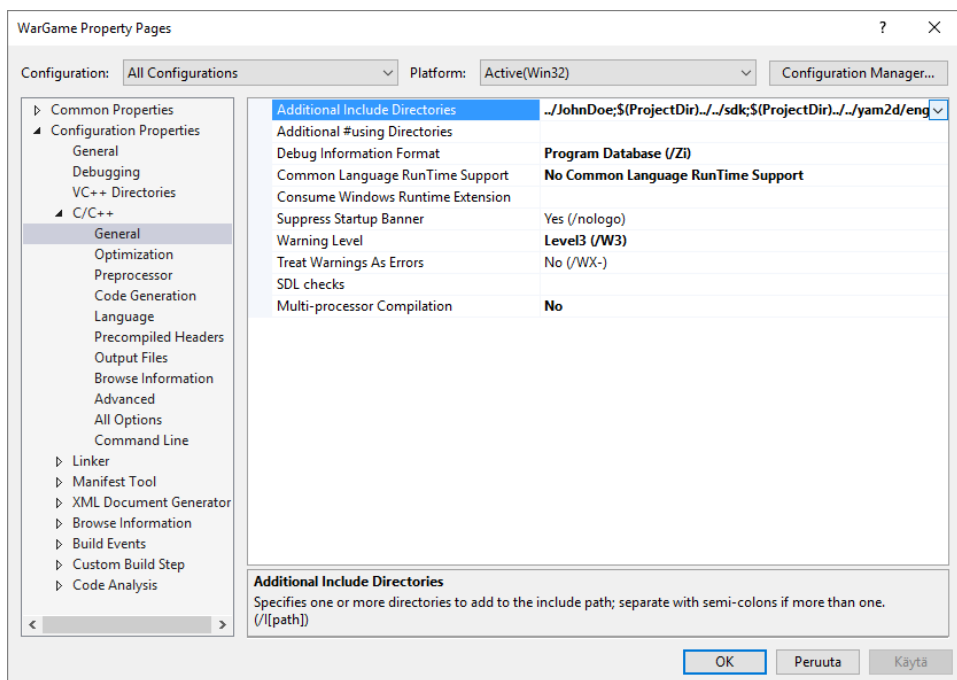 WarGame Property Pages
?
Configuration: All Configurations Platform: Active(Win32) Configuration Manager...
Common Properties
Configuration Properties
General
Debugging
VC++ Directories
C/C++
General
Optimization
Preprocessor
Code Generation
Language
Precompiled Headers
Output Files
Browse Information
Advanced
All Options
Command Line
Linker
Manifest Tool
XML Document Generator
Browse Information
Build Events
Custom Build Step
Code Analysis
Additional Include Directories ../JohnDoe;$(ProjectDir)../../sdk;$(ProjectDir)../../yam2d/eng
Additional #using Directories
Debug Information Format Program Database (/Zi)
Common Language RunTime Support No Common Language RunTime Support
Consume Windows Runtime Extension
Suppress Startup Banner Yes (/nologo)
Warning Level Level3 (/W3)
Treat Warnings As Errors No (/WX-)
SDL checks
Multi-processor Compilation No
Additional Include Directories
Specifies one or more directories to add to the include path; separate with semi-colons if more than one.
(/I[path])
OK Peruuta Käytä